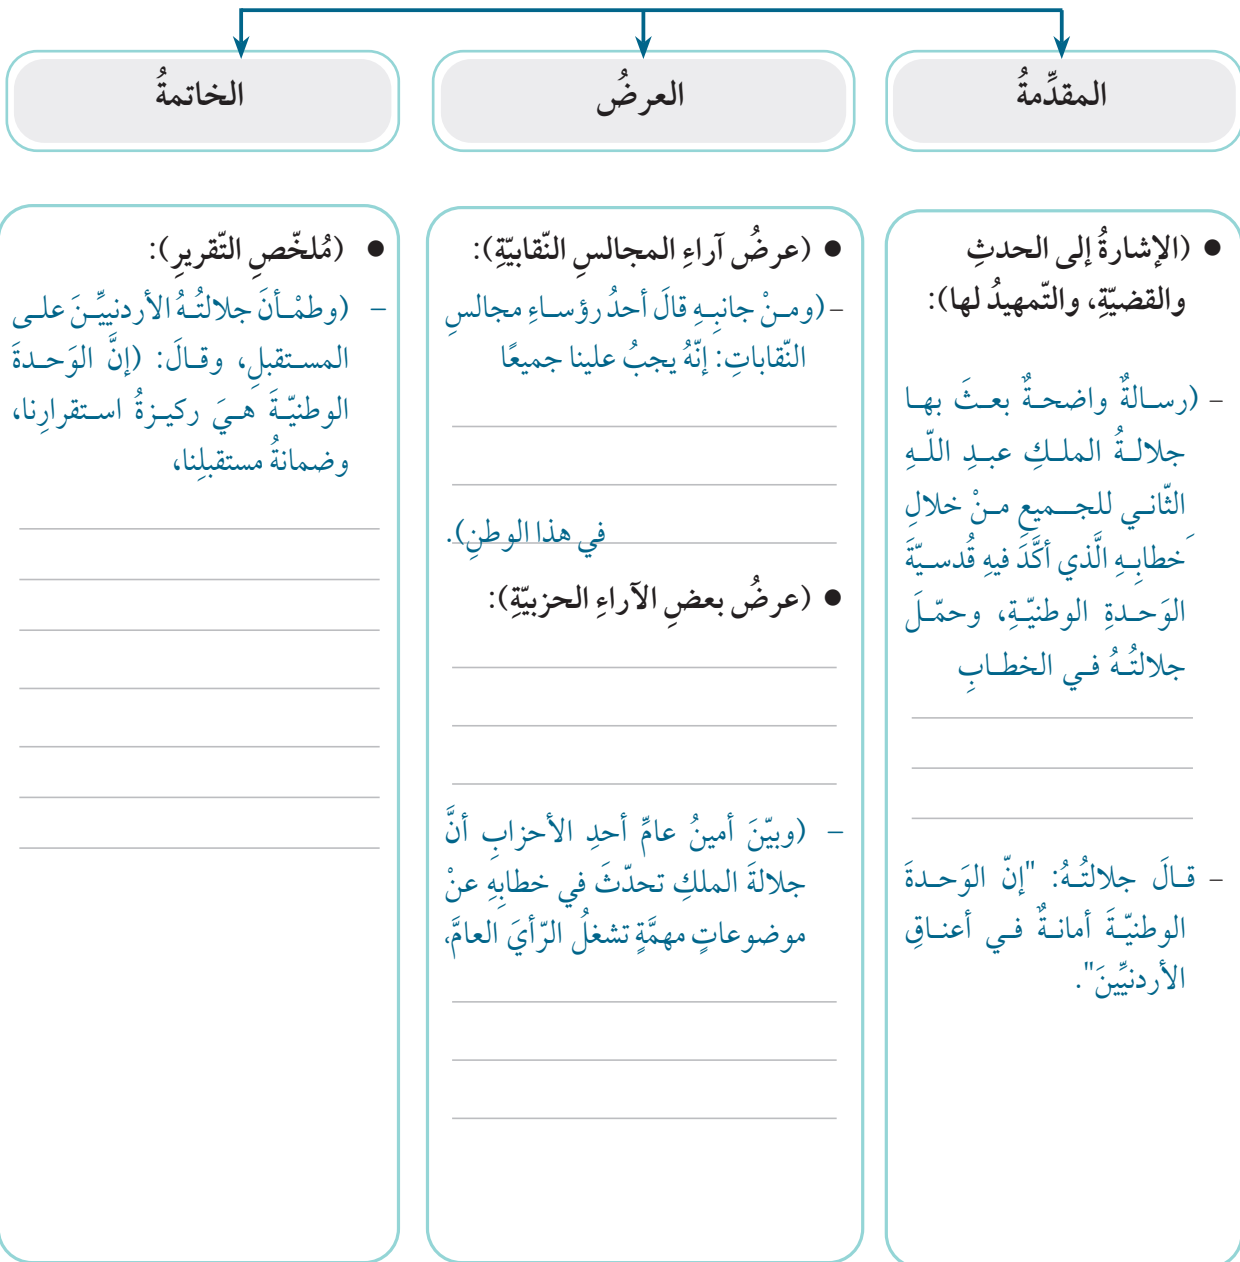 المقدِّمةُ
العرضُ
الخاتمةُ
● (الإشارةُ إلى الحدثِ
والقضيّةِ، والتّمهيدُ لها):
– (رسالةٌ واضحةٌ بعثَ بها
جلالةُ الملكِ عبدِ اللّهِ
الثّاني للجميعِ منْ خلالِ
خطابِهِ الَّذي أكَّدَ فيهِ قُدسيّةَ
الوَحدةِ الوطنيّةِ، وحمّلَ
جلالتُهُ في الخطابِ
– قالَ جلالتُهُ: "إنّ الوَحدةَ
الوطنيّةَ أمانةٌ في أعناقِ
الأردنيِّينَ".
● (عرضُ آراءِ المجالسِ النّقابيّةِ):
– (ومنْ جانبِهِ قالَ أحدُ رؤساءِ مجالسِ
النّقاباتِ: إنّهُ يجبُ علينا جميعًا
في هذا الوطنِ).
● (عرضُ بعضِ الآراءِ الحزبيّةِ):
– (وبيّنَ أمينُ عامِّ أحدِ الأحزابِ أنَّ
جلالةَ الملكِ تحدّثَ في خطابِهِ عنْ
موضوعاتٍ مهمَّةٍ تشغلُ الرّأيَ العامَّ،
● (مُلخّصِ التّقريرِ):
– (وطمْأنَ جلالتُهُ الأردنييِّنَ على
المستقبلِ، وقالَ: (إنَّ الوَحدةَ
الوطنيّةَ هيَ ركيزةُ استقرارِنا،
وضمانةُ مستقبلِنا،